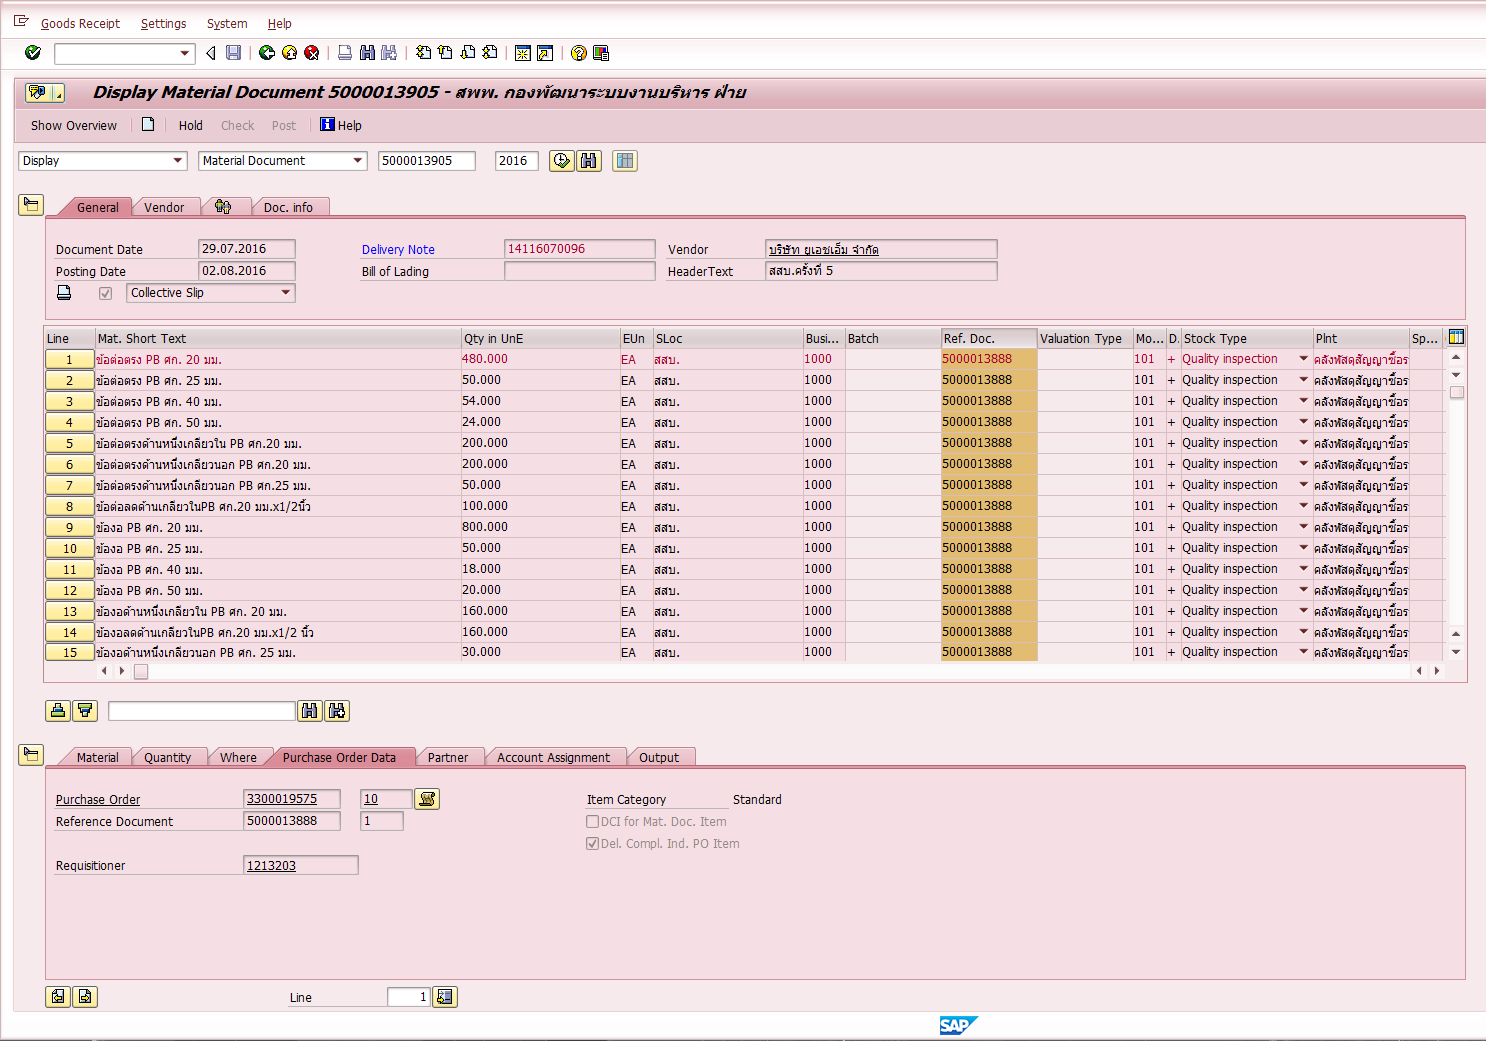 Goods Receipt Settings System Help
Display Material Document 5000013905 - สพพ. กองพัฒนาระบบงานบริหาร ฝ่าย
Show Overview Hold Check Post Help
Display Material Document 5000013905 2016
General Vendor Doc. info
Document Date 29.07.2016 Delivery Note 14116070096 Vendor บริษัท ยูเอชเอ็ม จำกัด
Posting Date 02.08.2016 Bill of Lading HeaderText สสบ.ครั้งที่ 5
Collective Slip
Line Mat. Short Text Qty in UnE EUn SLoc Busi... Batch Ref. Doc. Valuation Type Mo... D. Stock Type Plnt Sp...
1 ข้อต่อตรง PB ศก. 20 มม. 480.000 EA สสบ. 1000 5000013888 101 + Quality inspection คลังพัสดุสัญญาซื้อร
2 ข้อต่อตรง PB ศก. 25 มม. 50.000 EA สสบ. 1000 5000013888 101 + Quality inspection คลังพัสดุสัญญาซื้อร
3 ข้อต่อตรง PB ศก. 40 มม. 54.000 EA สสบ. 1000 5000013888 101 + Quality inspection คลังพัสดุสัญญาซื้อร
4 ข้อต่อตรง PB ศก. 50 มม. 24.000 EA สสบ. 1000 5000013888 101 + Quality inspection คลังพัสดุสัญญาซื้อร
5 ข้อต่อตรงด้านหนึ่งเกลียวใน PB ศก.20 มม. 200.000 EA สสบ. 1000 5000013888 101 + Quality inspection คลังพัสดุสัญญาซื้อร
6 ข้อต่อตรงด้านหนึ่งเกลียวนอก PB ศก.20 มม. 200.000 EA สสบ. 1000 5000013888 101 + Quality inspection คลังพัสดุสัญญาซื้อร
7 ข้อต่อตรงด้านหนึ่งเกลียวนอก PB ศก.25 มม. 50.000 EA สสบ. 1000 5000013888 101 + Quality inspection คลังพัสดุสัญญาซื้อร
8 ข้อต่อลดด้านเกลียวในPB ศก.20 มม.x1/2นิ้ว 100.000 EA สสบ. 1000 5000013888 101 + Quality inspection คลังพัสดุสัญญาซื้อร
9 ข้องอ PB ศก. 20 มม. 800.000 EA สสบ. 1000 5000013888 101 + Quality inspection คลังพัสดุสัญญาซื้อร
10 ข้องอ PB ศก. 25 มม. 50.000 EA สสบ. 1000 5000013888 101 + Quality inspection คลังพัสดุสัญญาซื้อร
11 ข้องอ PB ศก. 40 มม. 18.000 EA สสบ. 1000 5000013888 101 + Quality inspection คลังพัสดุสัญญาซื้อร
12 ข้องอ PB ศก. 50 มม. 20.000 EA สสบ. 1000 5000013888 101 + Quality inspection คลังพัสดุสัญญาซื้อร
13 ข้องอด้านหนึ่งเกลียวใน PB ศก. 20 มม. 160.000 EA สสบ. 1000 5000013888 101 + Quality inspection คลังพัสดุสัญญาซื้อร
14 ข้องอลดด้านเกลียวในPB ศก.20 มม.x1/2 นิ้ว 160.000 EA สสบ. 1000 5000013888 101 + Quality inspection คลังพัสดุสัญญาซื้อร
15 ข้องอด้านหนึ่งเกลียวนอก PB ศก. 25 มม. 30.000 EA สสบ. 1000 5000013888 101 + Quality inspection คลังพัสดุสัญญาซื้อร
Material Quantity Where Purchase Order Data Partner Account Assignment Output
Purchase Order 3300019575 10 Item Category Standard
Reference Document 5000013888 1 DCI for Mat. Doc. Item
Del. Compl. Ind. PO Item
Requisitioner 1213203
Line 1
SAP